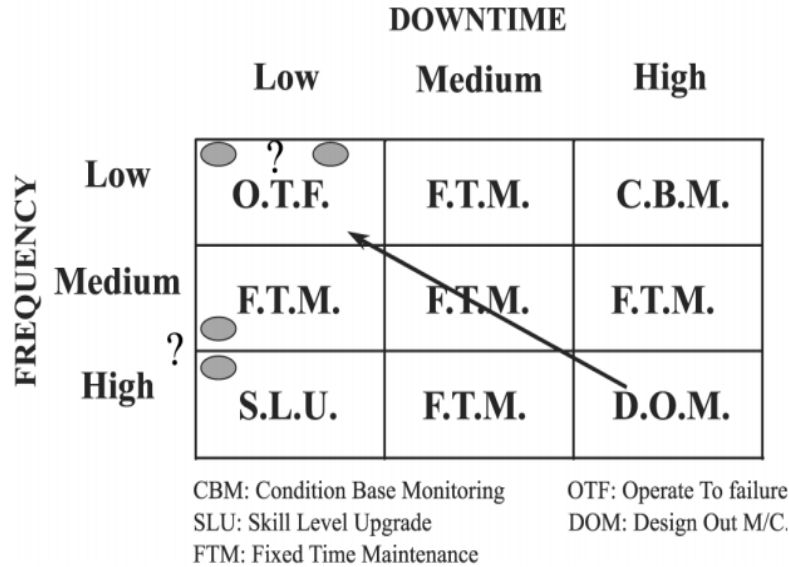 DOWNTIME
Low Medium High
FREQUENCY
Low ? O.T.F. F.T.M. C.B.M.
Medium F.T.M. F.T.M. F.T.M.
?
High S.L.U. F.T.M. D.O.M.
CBM: Condition Base Monitoring OTF: Operate To failure
SLU: Skill Level Upgrade DOM: Design Out M/C.
FTM: Fixed Time Maintenance